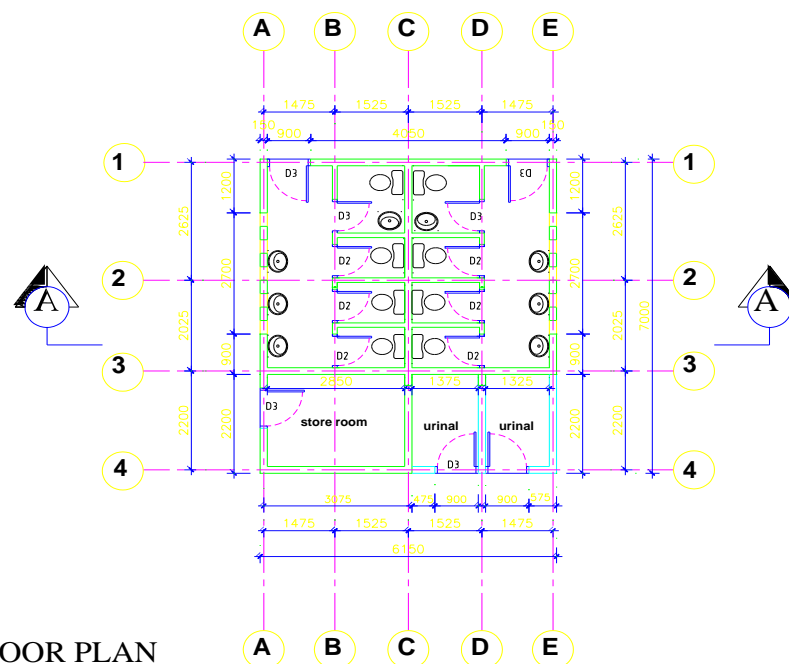 A B C D E
1475 1525 1525 1475
150 900 4050 900 150
1 1
D3 D3
1200 1200
2625 2625
D3 D3
D2 D2
2 2
2700 2700
7000
A A
D2 D2
2025 2025
3 3
D2 D2
900 900
2850 1375 1325
D3
store room urinal urinal
2200 2200 2200 2200
D3
4 4
3075 475 900 900 575
1475 1525 1525 1475
6150
A B C D E
OOR PLAN